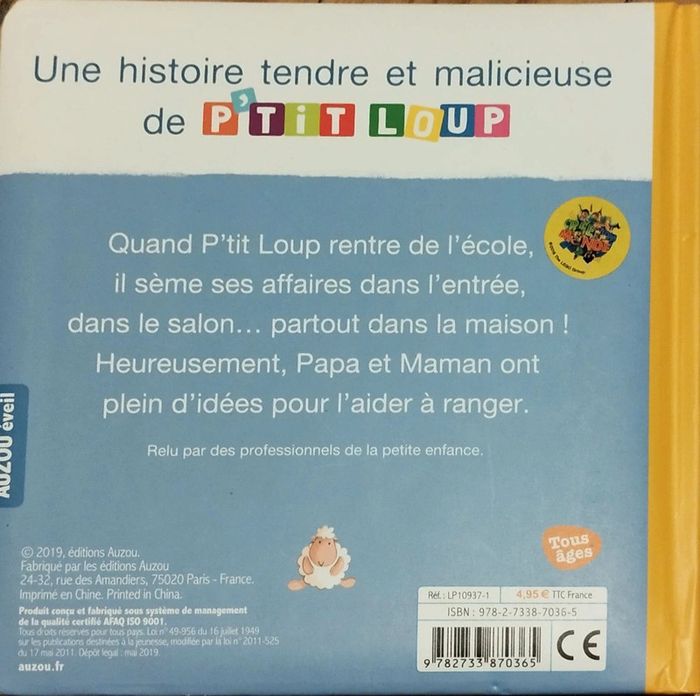 Une histoire tendre et malicieuse
de P'TIT LOUP
Quand P'tit Loup rentre de l'école,
il sème ses affaires dans l'entrée,
dans le salon... partout dans la maison !
Heureusement, Papa et Maman ont
plein d'idées pour l'aider à ranger.
Relu par des professionnels de la petite enfance.
AUZOU éveil
© 2019, éditions Auzou.
Fabriqué par les éditions Auzou
24-32, rue des Amandiers, 75020 Paris - France.
Imprimé en Chine. Printed in China.
Produit conçu et fabriqué sous système de management
de la qualité certifié AFAQ ISO 9001.
Tous droits réservés pour tous pays. Loi n° 49-956 du 16 juillet 1949
sur les publications destinées à la jeunesse, modifiée par la loi n° 2011-525
du 17 mai 2011. Dépôt légal : mai 2019.
auzou.fr
Tous
âges
Réf. : LP10937-1
4,95 € TTC France
ISBN : 978-2-7338-7036-5
9 782733 870365
CE